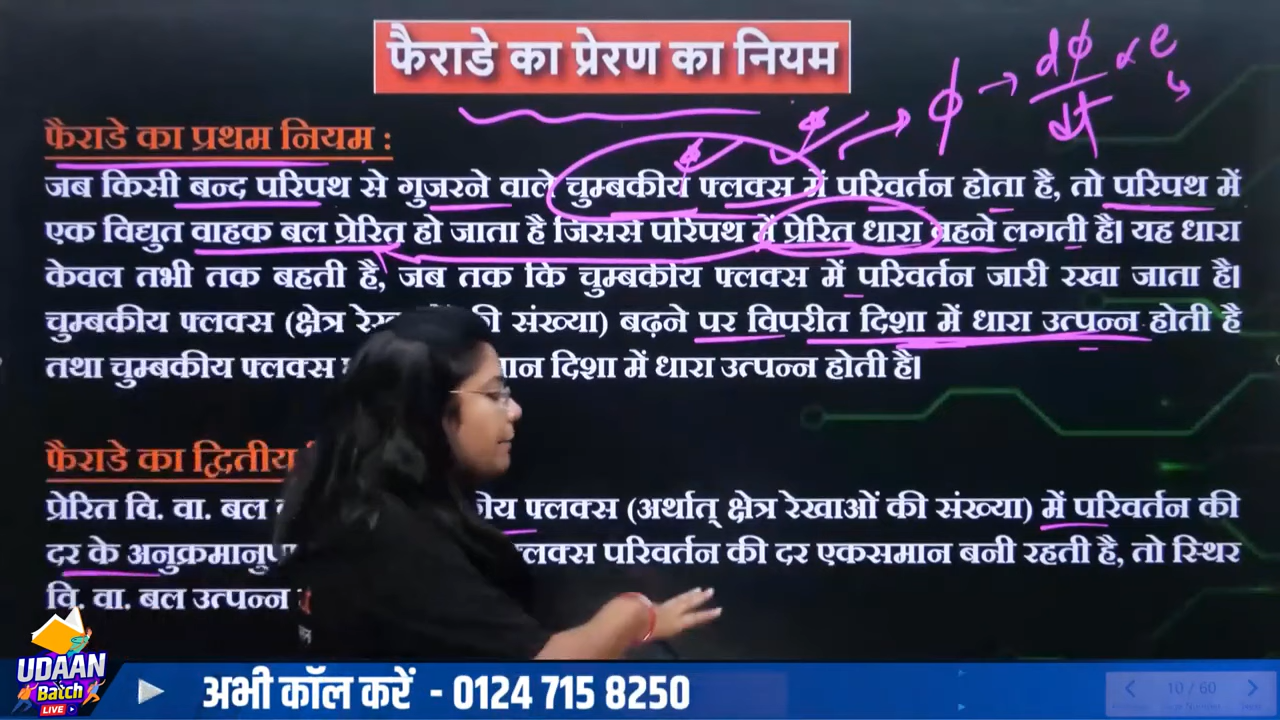 फैराडे का प्रेरण का नियम
ϕ → dϕ/dt ∝ e
फैराडे का प्रथम नियम :
ϕ ϕ
जब किसी बन्द परिपथ से गुजरने वाले चुम्बकीय फ्लक्स में परिवर्तन होता है, तो परिपथ में
एक विद्युत वाहक बल प्रेरित हो जाता है जिससे परिपथ में प्रेरित धारा बहने लगती है। यह धारा
केवल तभी तक बहती है, जब तक कि चुम्बकीय फ्लक्स में परिवर्तन जारी रखा जाता है।
चुम्बकीय फ्लक्स (क्षेत्र की संख्या) बढ़ने पर विपरीत दिशा में धारा उत्पन्न होती है
तथा चुम्बकीय फ्लक्स दिशा में धारा उत्पन्न होती है।
फैराडे का द्वितीय
प्रेरित वि. वा. बल फ्लक्स (अर्थात् क्षेत्र रेखाओं की संख्या) में परिवर्तन की
दर के परिवर्तन की दर एकसमान बनी रहती है, तो स्थिर
वि. वा. बल उत्पन्न
UDAAN
Batch
LIVE
अभी कॉल करें - 0124 715 8250
10 / 60